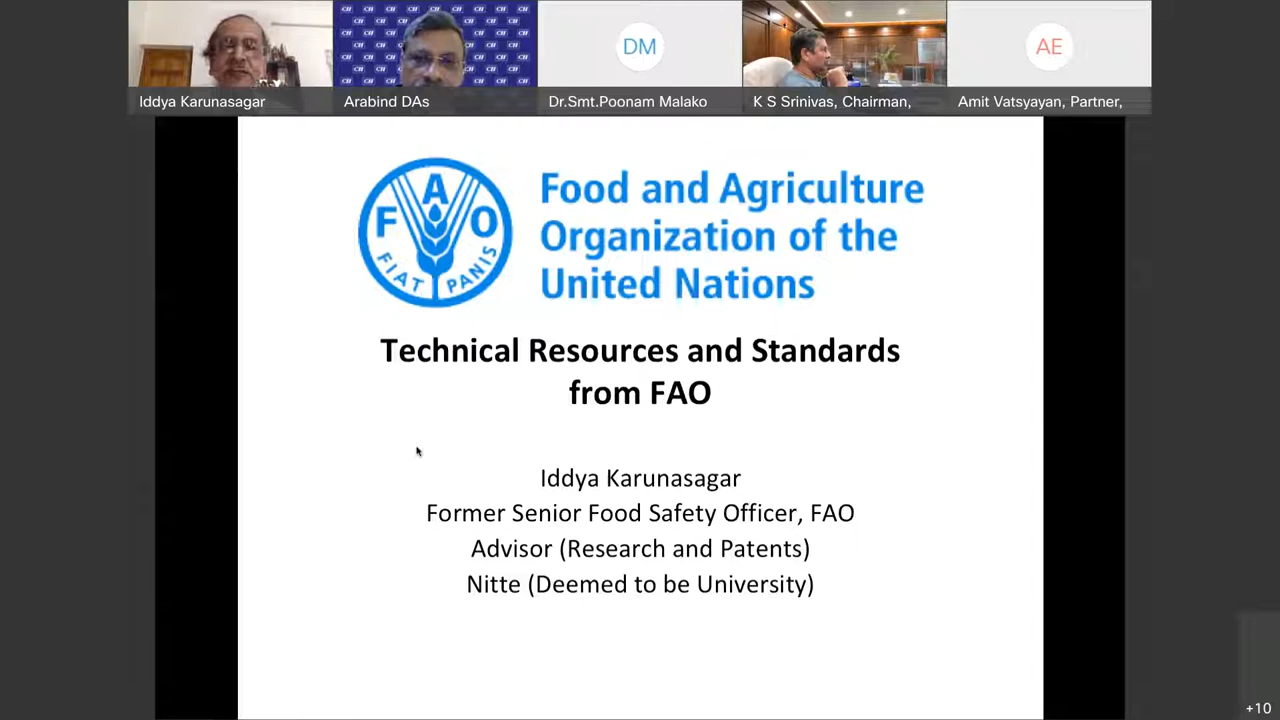 Iddya Karunasagar
Arabind DAs
DM
Dr.Smt.Poonam Malako
K S Srinivas, Chairman,
AE
Amit Vatsyayan, Partner,
F A O
FIAT PANIS
Food and Agriculture
Organization of the
United Nations
Technical Resources and Standards
from FAO
Iddya Karunasagar
Former Senior Food Safety Officer, FAO
Advisor (Research and Patents)
Nitte (Deemed to be University)
+10